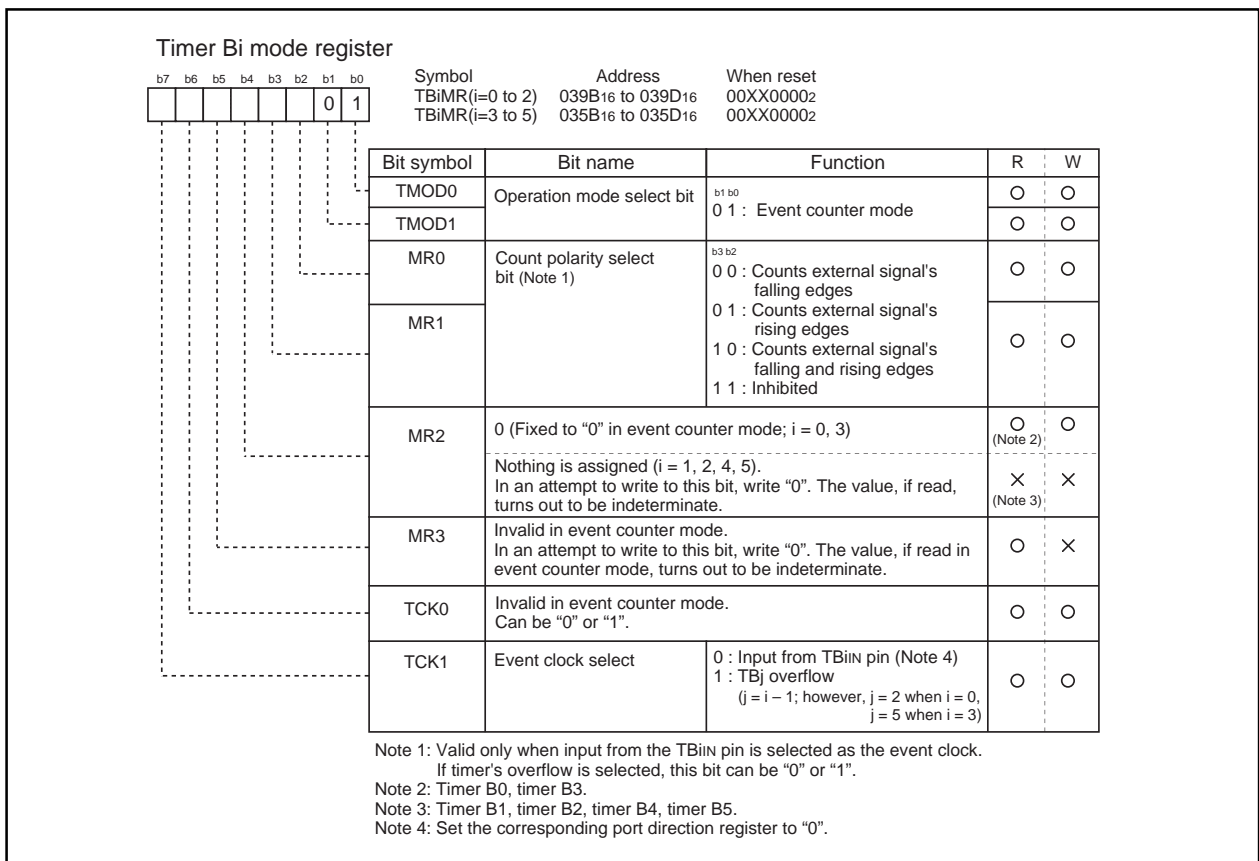 Timer Bi mode register
b7 b6 b5 b4 b3 b2 b1 b0
0 1
Symbol Address When reset
TBiMR(i=0 to 2) 039B16 to 039D16 00XX00002
TBiMR(i=3 to 5) 035B16 to 035D16 00XX00002
Bit symbol Bit name Function R W
TMOD0
TMOD1
Operation mode select bit
b1 b0
0 1 : Event counter mode
MR0
MR1
Count polarity select
bit (Note 1)
b3 b2
0 0 : Counts external signal's
falling edges
0 1 : Counts external signal's
rising edges
1 0 : Counts external signal's
falling and rising edges
1 1 : Inhibited
MR2
0 (Fixed to “0” in event counter mode; i = 0, 3)
(Note 2)
Nothing is assigned (i = 1, 2, 4, 5).
In an attempt to write to this bit, write “0”. The value, if read,
turns out to be indeterminate.
(Note 3)
MR3
Invalid in event counter mode.
In an attempt to write to this bit, write “0”. The value, if read in
event counter mode, turns out to be indeterminate.
TCK0
Invalid in event counter mode.
Can be “0” or “1”.
TCK1
Event clock select
0 : Input from TBiIN pin (Note 4)
1 : TBj overflow
(j = i – 1; however, j = 2 when i = 0,
j = 5 when i = 3)
Note 1: Valid only when input from the TBiIN pin is selected as the event clock.
If timer's overflow is selected, this bit can be “0” or “1”.
Note 2: Timer B0, timer B3.
Note 3: Timer B1, timer B2, timer B4, timer B5.
Note 4: Set the corresponding port direction register to “0”.